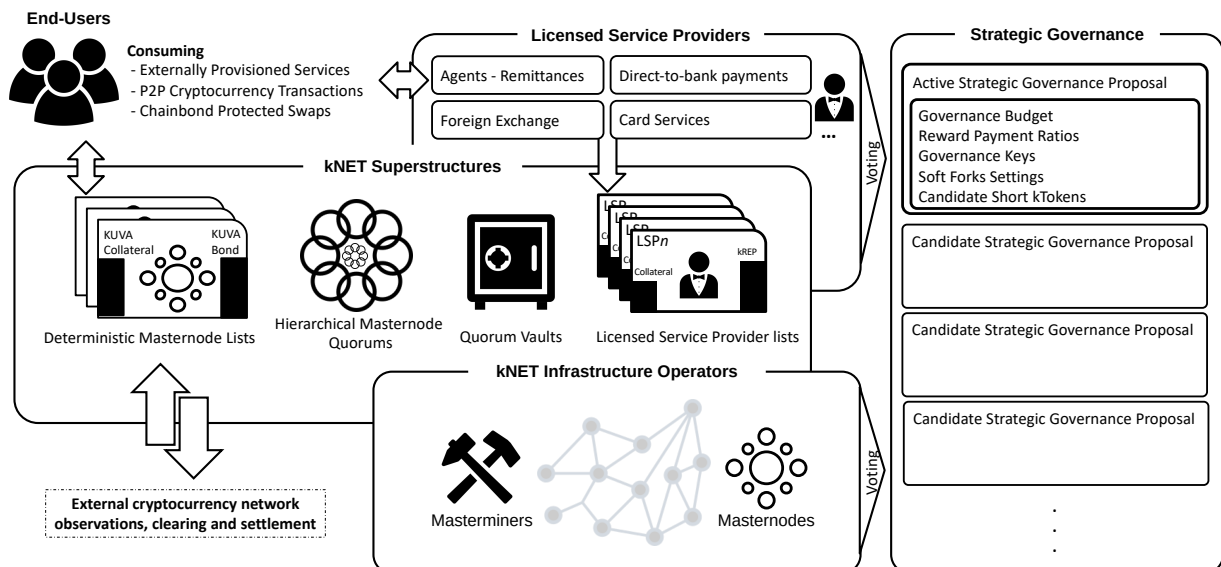 End-Users
Consuming
- Externally Provisioned Services
- P2P Cryptocurrency Transactions
- Chainbond Protected Swaps
Licensed Service Providers
Agents - Remittances
Direct-to-bank payments
Foreign Exchange
Card Services
...
Voting
kNET Superstructures
KUVA
Collateral
KUVA
Bond
Deterministic Masternode Lists
Hierarchical Masternode
Quorums
Quorum Vaults
LSP
LSP
LSP
LSPn
Collateral
kREP
Licensed Service Provider lists
kNET Infrastructure Operators
Masterminers
Masternodes
Voting
External cryptocurrency network
observations, clearing and settlement
Strategic Governance
Active Strategic Governance Proposal
Governance Budget
Reward Payment Ratios
Governance Keys
Soft Forks Settings
Candidate Short kTokens
Candidate Strategic Governance Proposal
Candidate Strategic Governance Proposal
Candidate Strategic Governance Proposal
.
.
.